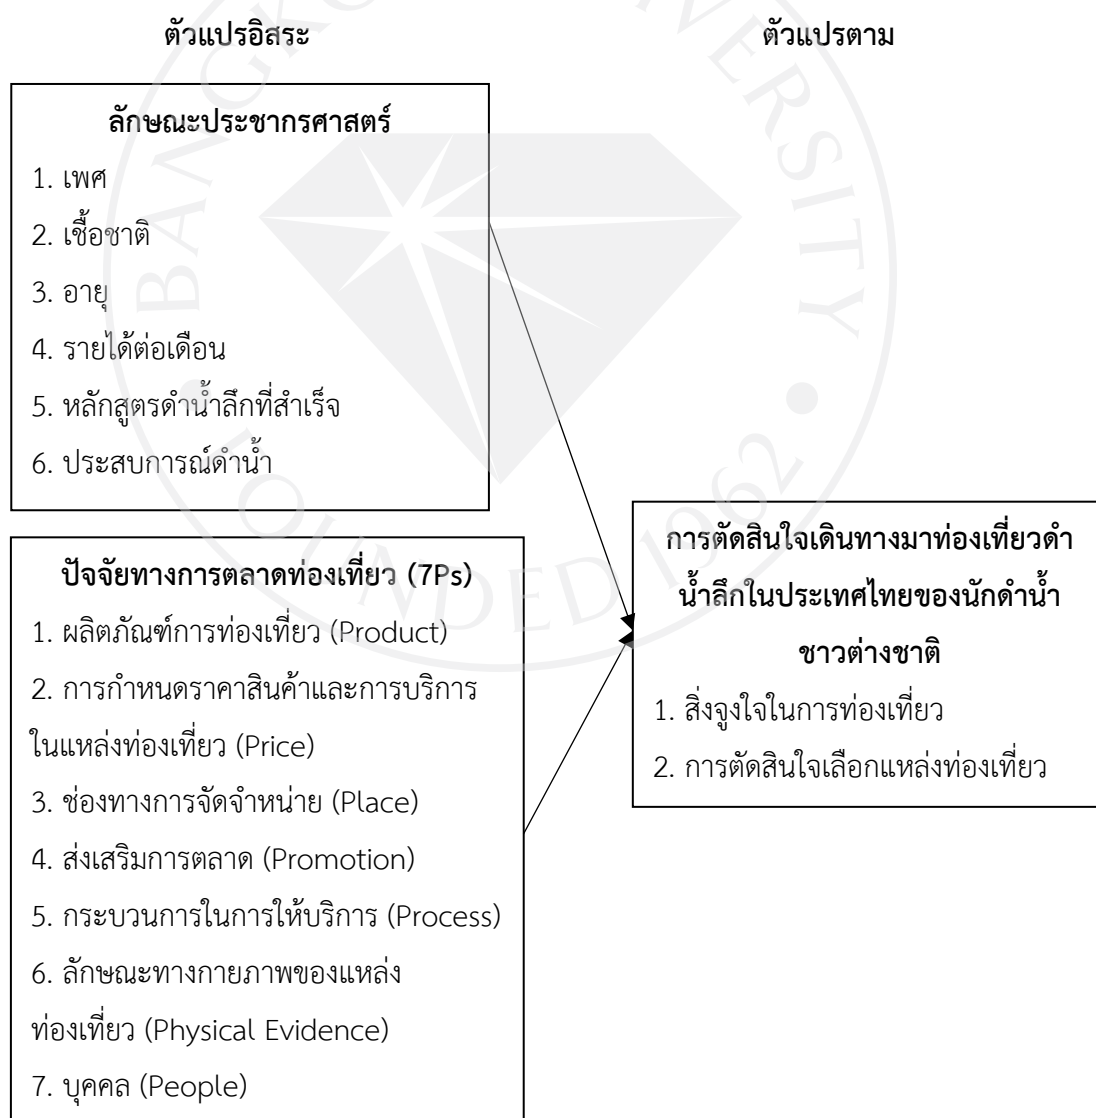 ตัวแปรอิสระ
ตัวแปรตาม
ลักษณะประชากรศาสตร์
1. เพศ
2. เชื้อชาติ
3. อายุ
4. รายได้ต่อเดือน
5. หลักสูตรดำน้ำลึกที่สำเร็จ
6. ประสบการณ์ดำน้ำ
ปัจจัยทางการตลาดท่องเที่ยว (7Ps)
1. ผลิตภัณฑ์การท่องเที่ยว (Product)
2. การกำหนดราคาสินค้าและการบริการ
ในแหล่งท่องเที่ยว (Price)
3. ช่องทางการจัดจำหน่าย (Place)
4. ส่งเสริมการตลาด (Promotion)
5. กระบวนการในการให้บริการ (Process)
6. ลักษณะทางกายภาพของแหล่ง
ท่องเที่ยว (Physical Evidence)
7. บุคคล (People)
การตัดสินใจเดินทางมาท่องเที่ยวดำ
น้ำลึกในประเทศไทยของนักดำน้ำ
ชาวต่างชาติ
1. สิ่งจูงใจในการท่องเที่ยว
2. การตัดสินใจเลือกแหล่งท่องเที่ยว